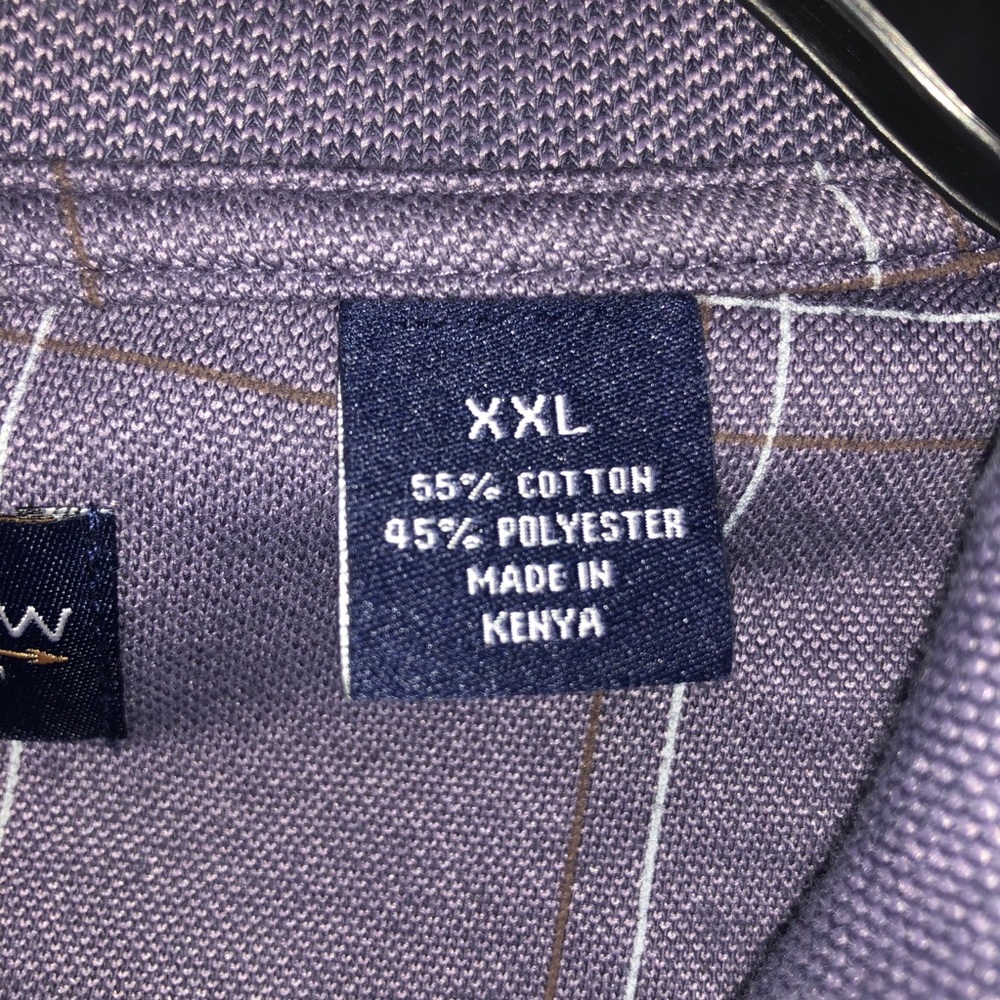 XXL
55% COTTON
45% POLYESTER
MADE IN
KENYA
W